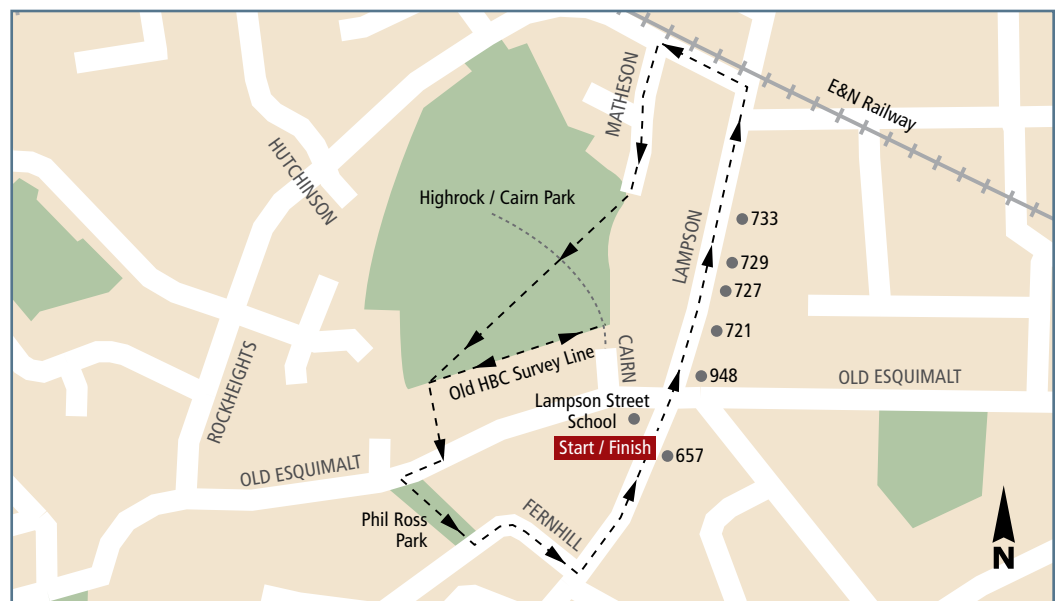 MATHESON
E&N Railway
HUTCHINSON
Highrock / Cairn Park
733
LAMPSON
729
727
721
CAIRN
Old HBC Survey Line
ROCKHEIGHTS
948
OLD ESQUIMALT
Lampson Street
School
Start / Finish
657
OLD ESQUIMALT
Phil Ross
Park
FERNHILL
N